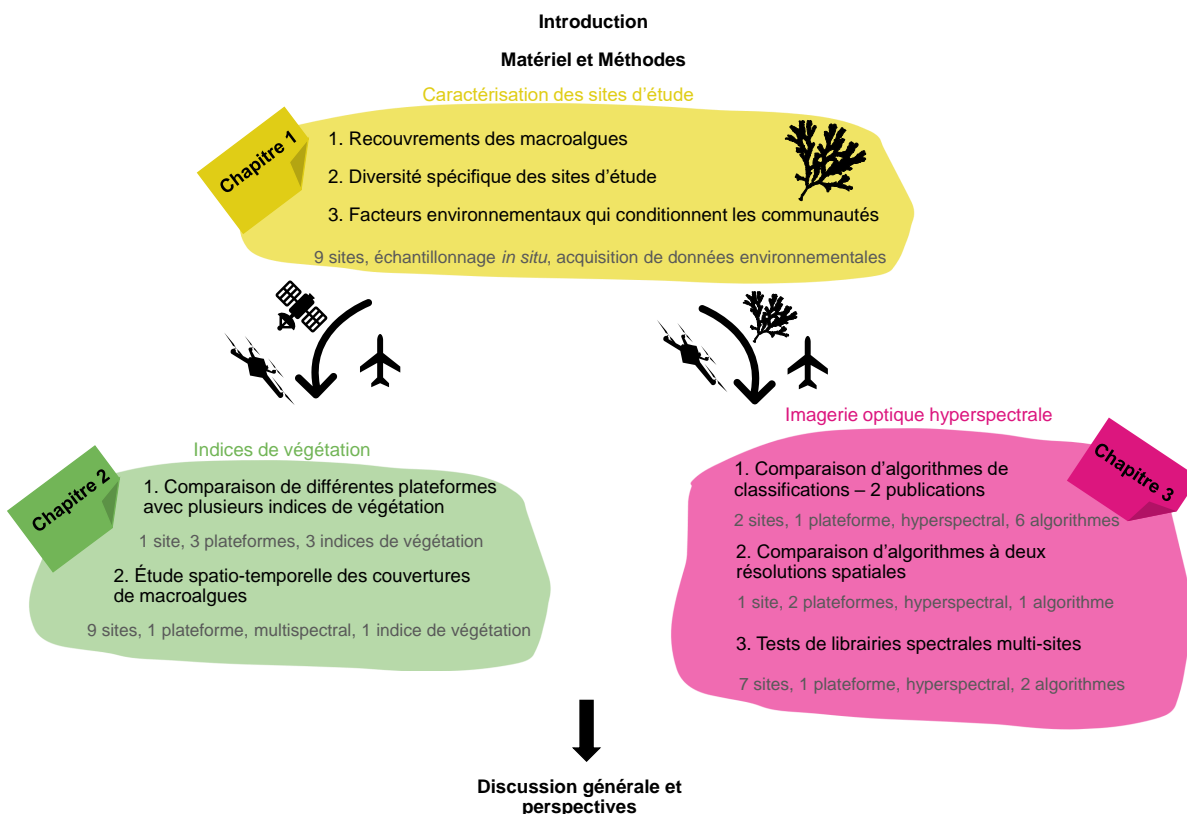 Introduction
Matériel et Méthodes
Caractérisation des sites d'étude
Chapitre 1
1. Recouvrements des macroalgues
2. Diversité spécifique des sites d'étude
3. Facteurs environnementaux qui conditionnent les communautés
9 sites, échantillonnage in situ, acquisition de données environnementales
Indices de végétation
Chapitre 2
1. Comparaison de différentes plateformes
avec plusieurs indices de végétation
1 site, 3 plateformes, 3 indices de végétation
2. Étude spatio-temporelle des couvertures
de macroalgues
9 sites, 1 plateforme, multispectral, 1 indice de végétation
Imagerie optique hyperspectrale
Chapitre 3
1. Comparaison d'algorithmes de
classifications – 2 publications
2 sites, 1 plateforme, hyperspectral, 6 algorithmes
2. Comparaison d'algorithmes à deux
résolutions spatiales
1 site, 2 plateformes, hyperspectral, 1 algorithme
3. Tests de librairies spectrales multi-sites
7 sites, 1 plateforme, hyperspectral, 2 algorithmes
Discussion générale et
perspectives